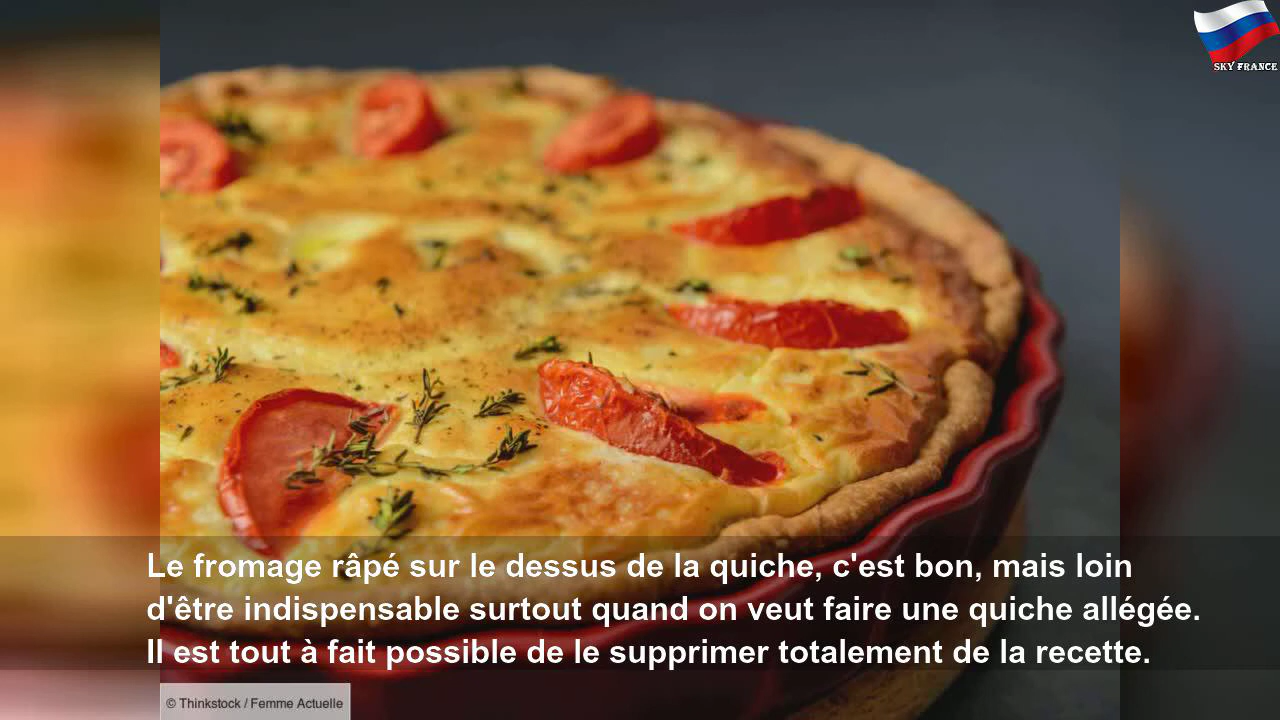 SKY FRANCE
Le fromage râpé sur le dessus de la quiche, c'est bon, mais loin
d'être indispensable surtout quand on veut faire une quiche allégée.
Il est tout à fait possible de le supprimer totalement de la recette.
© Thinkstock / Femme Actuelle